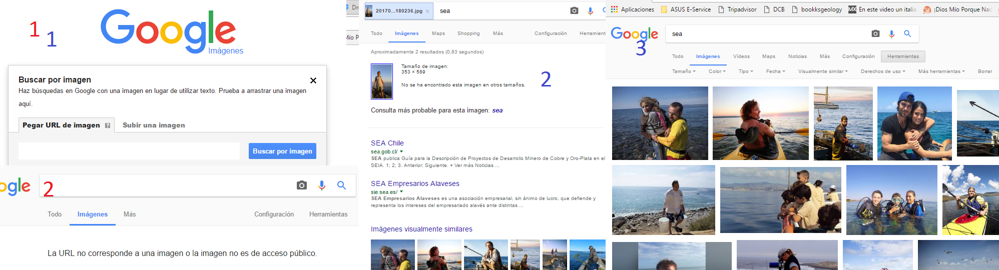 1
1
Google
Imágenes
Buscar por imagen
Haz búsquedas en Google con una imagen en lugar de utilizar texto. Prueba a arrastrar una imagen
aquí.
Pegar URL de imagen ? Subir una imagen
Buscar por imagen
ogle 2
Todo Imágenes Más Configuración Herramientas
La URL no corresponde a una imagen o la imagen no es de acceso público.
Dro
Mío P
20170...180236.jpg × sea
Todo Imágenes Maps Shopping Más Configuración Herramient
Aproximadamente 2 resultados (0,83 segundos)
Tamaño de imagen:
353 × 589
2
No se ha encontrado esta imagen en otros tamaños.
Consulta más probable para esta imagen: sea
SEA Chile
sea.gob.cl/
SEA publica Guía para la Descripción de Proyectos de Desarrollo Minero de Cobre y Oro-Plata en el
SEIA. 1; 2; 3. Anterior; Siguiente. + Ver más Noticias ...
SEA Empresarios Alaveses
sie.sea.es/
SEA Empresarios Alaveses es una asociación empresarial, sin ánimo de lucro, que defiende y
representa los intereses del empresariado alavés ante distintas ...
Imágenes visualmente similares
Aplicaciones ASUS E-Service Tripadvisor DCB bookksgeology MX En este video un italia ¡Dios Mío Porque Nac
Google sea
3
Todo Imágenes Vídeos Maps Noticias Más Configuración Herramientas
Tamaño Color Tipo Fecha Visualmente similar Derechos de uso Más herramientas Borrar